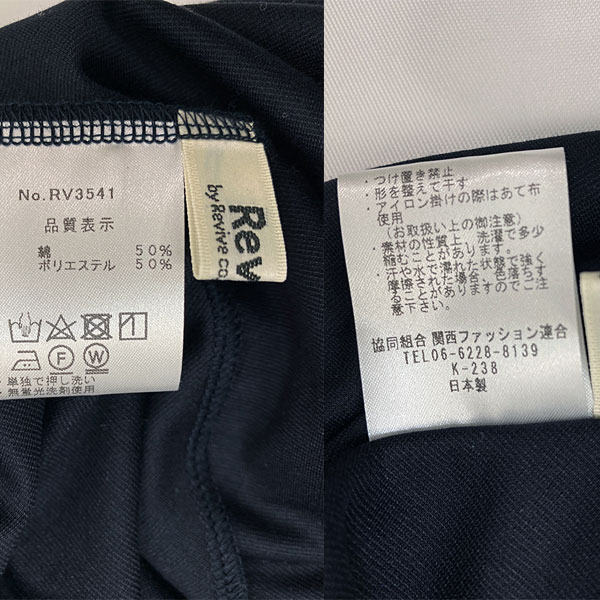 No.RV3541
品質表示
綿 50%
ポリエステル 50%
・単独で押し洗い
・無蛍光洗剤使用
Rev
by Revive co
・つけ置き禁止
・形を整えて干す
・アイロン掛けの際はあて布
使用
(お取扱い上の御注意)
・素材の性質上、洗濯で多少
縮むことがあります。
・汗や水で濡れた状態で強く
摩擦された場合、色落ちす
ることがありますのでご注
意下さい。
協同組合 関西ファッション連合
TEL06-6228-8139
K-238
日本製